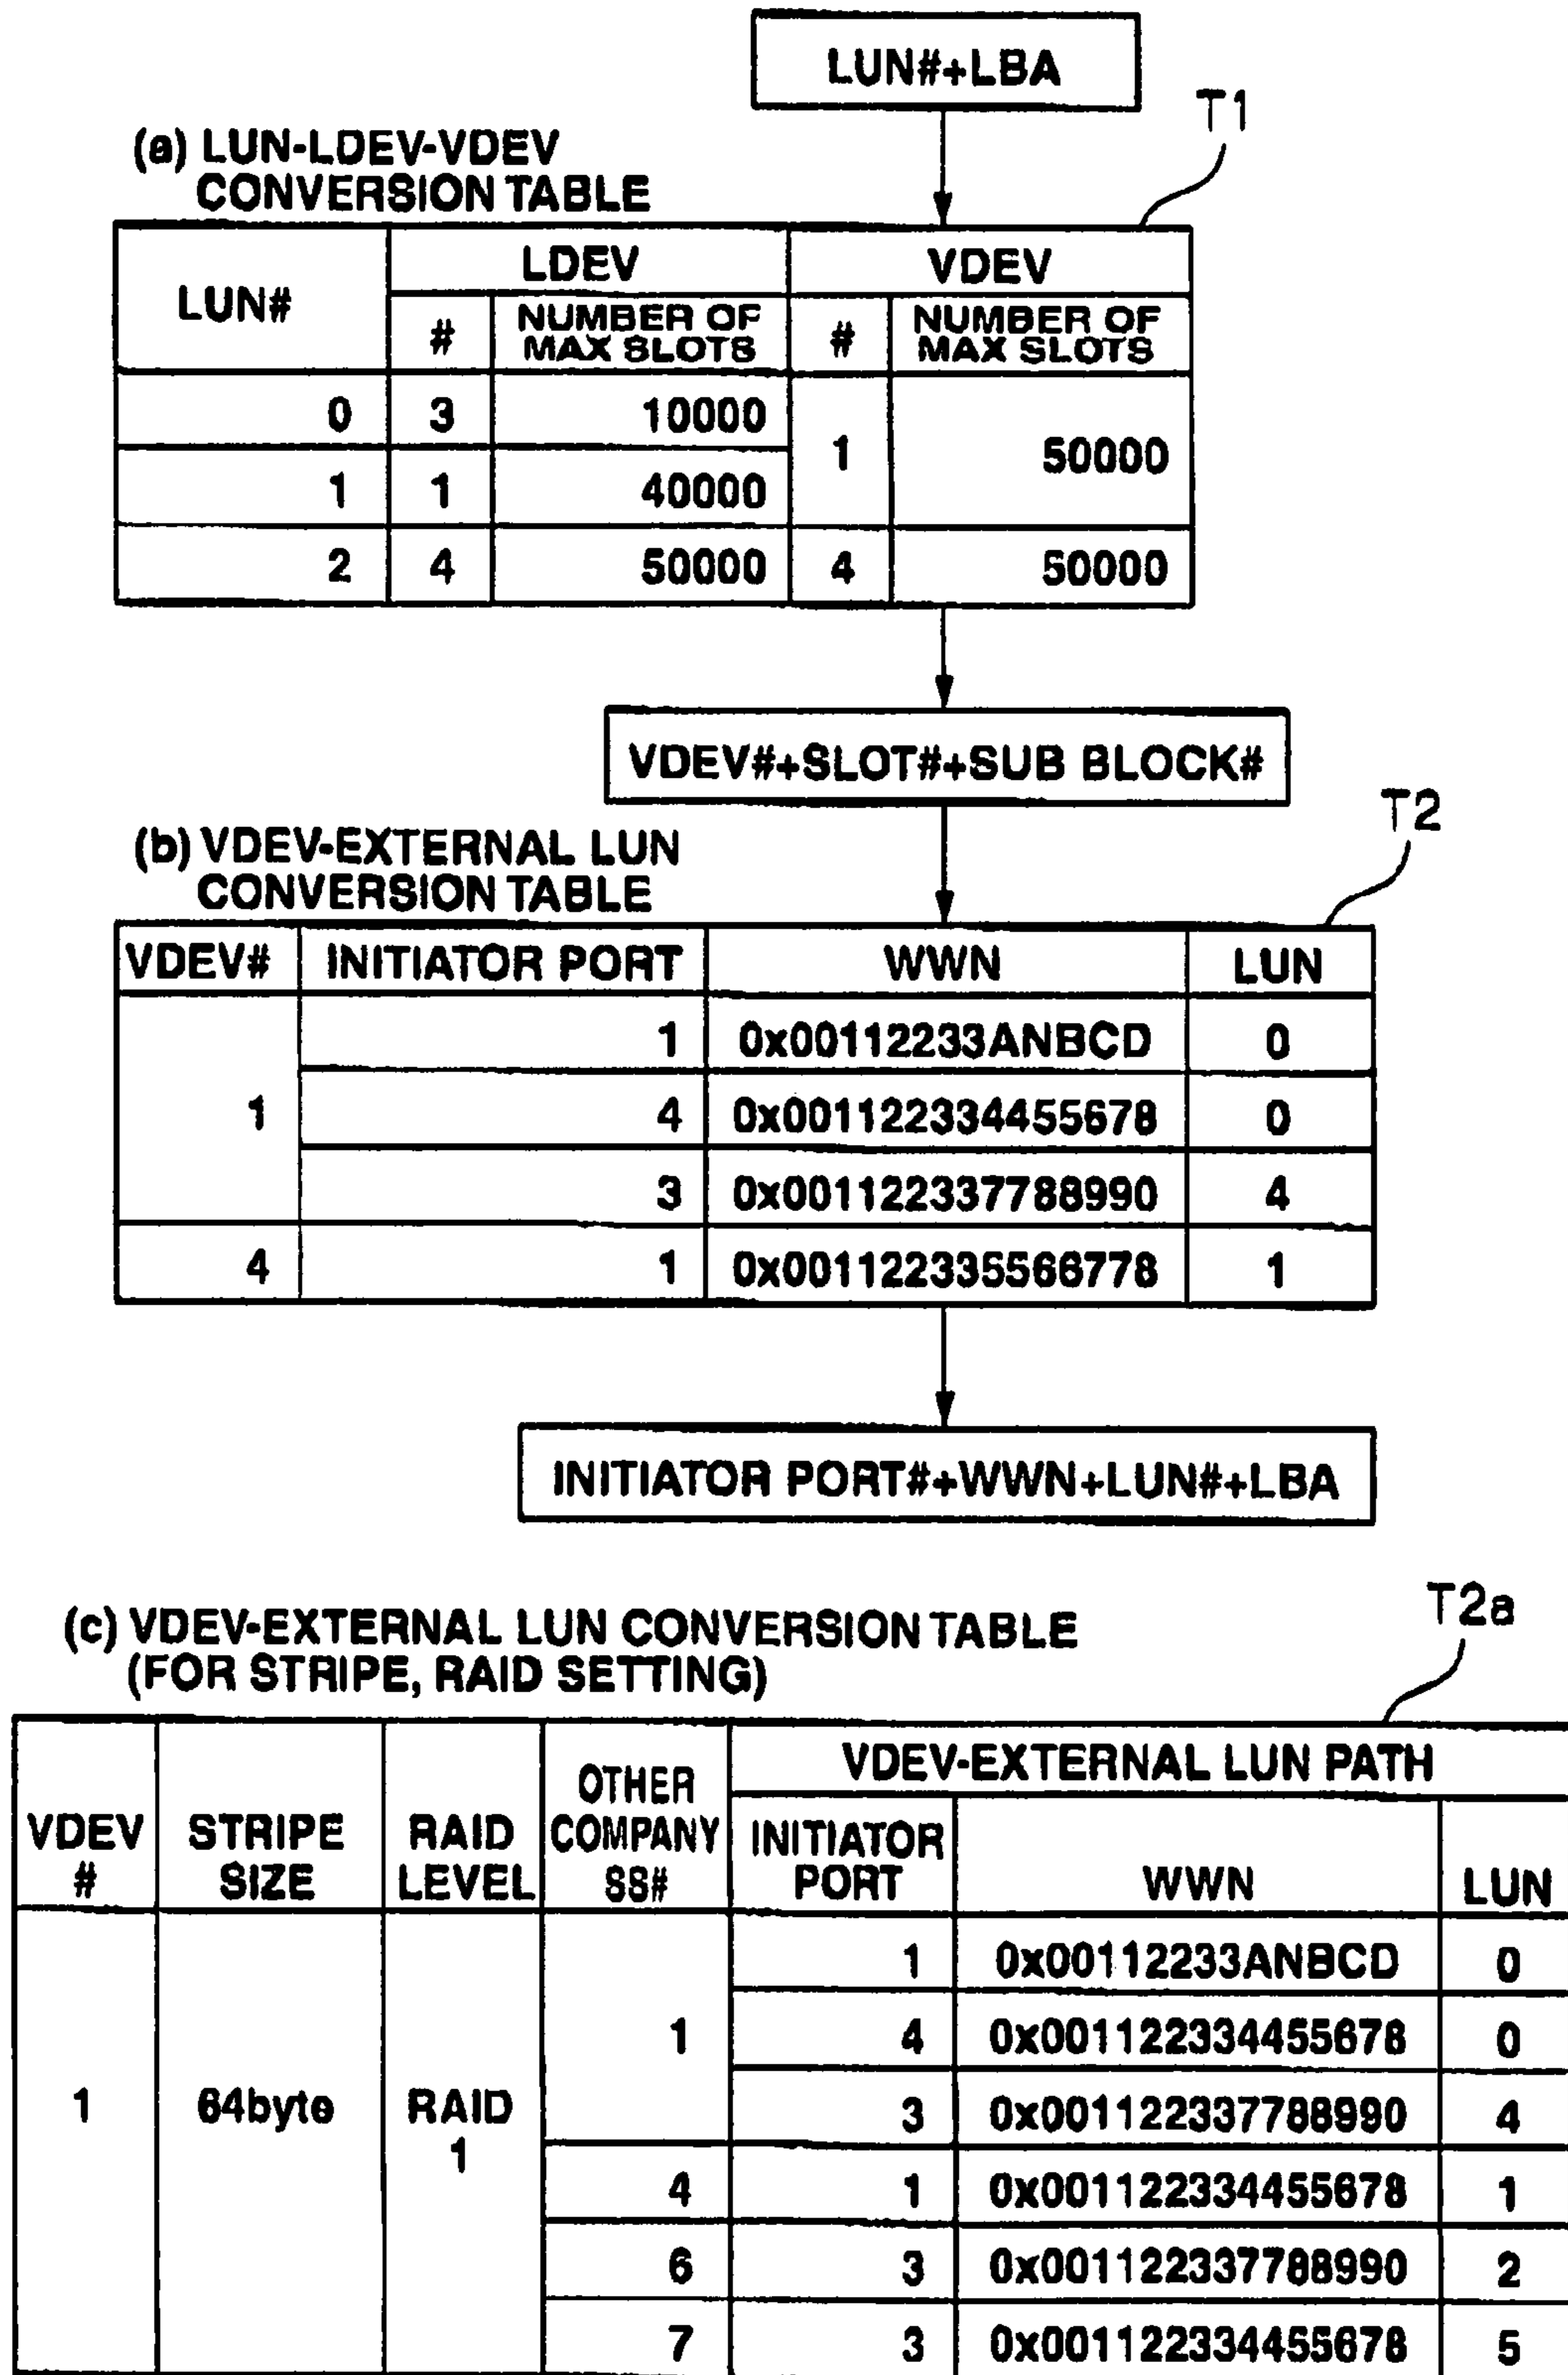 LUN#+LBA
T1
(a) LUN-LDEV-VDEV
CONVERSION TABLE
LUN# LDEV VDEV
# NUMBER OF MAX SLOTS # NUMBER OF MAX SLOTS
0 3 10000 1 50000
1 1 40000
2 4 50000 4 50000
VDEV#+SLOT#+SUB BLOCK#
T2
(b) VDEV-EXTERNAL LUN
CONVERSION TABLE
VDEV# INITIATOR PORT WWN LUN
1 1 0x00112233ANBCD 0
4 0x001122334455678 0
3 0x001122337788990 4
4 1 0x001122335566778 1
INITIATOR PORT#+WWN+LUN#+LBA
T2a
(c) VDEV-EXTERNAL LUN CONVERSION TABLE
(FOR STRIPE, RAID SETTING)
VDEV # STRIPE SIZE RAID LEVEL OTHER COMPANY SS# VDEV-EXTERNAL LUN PATH
INITIATOR PORT WWN LUN
1 64byte RAID 1 1 1 0x00112233ANBCD 0
4 0x001122334455678 0
3 0x001122337788990 4
4 1 0x001122334455678 1
6 3 0x001122337788990 2
7 3 0x001122334455678 5